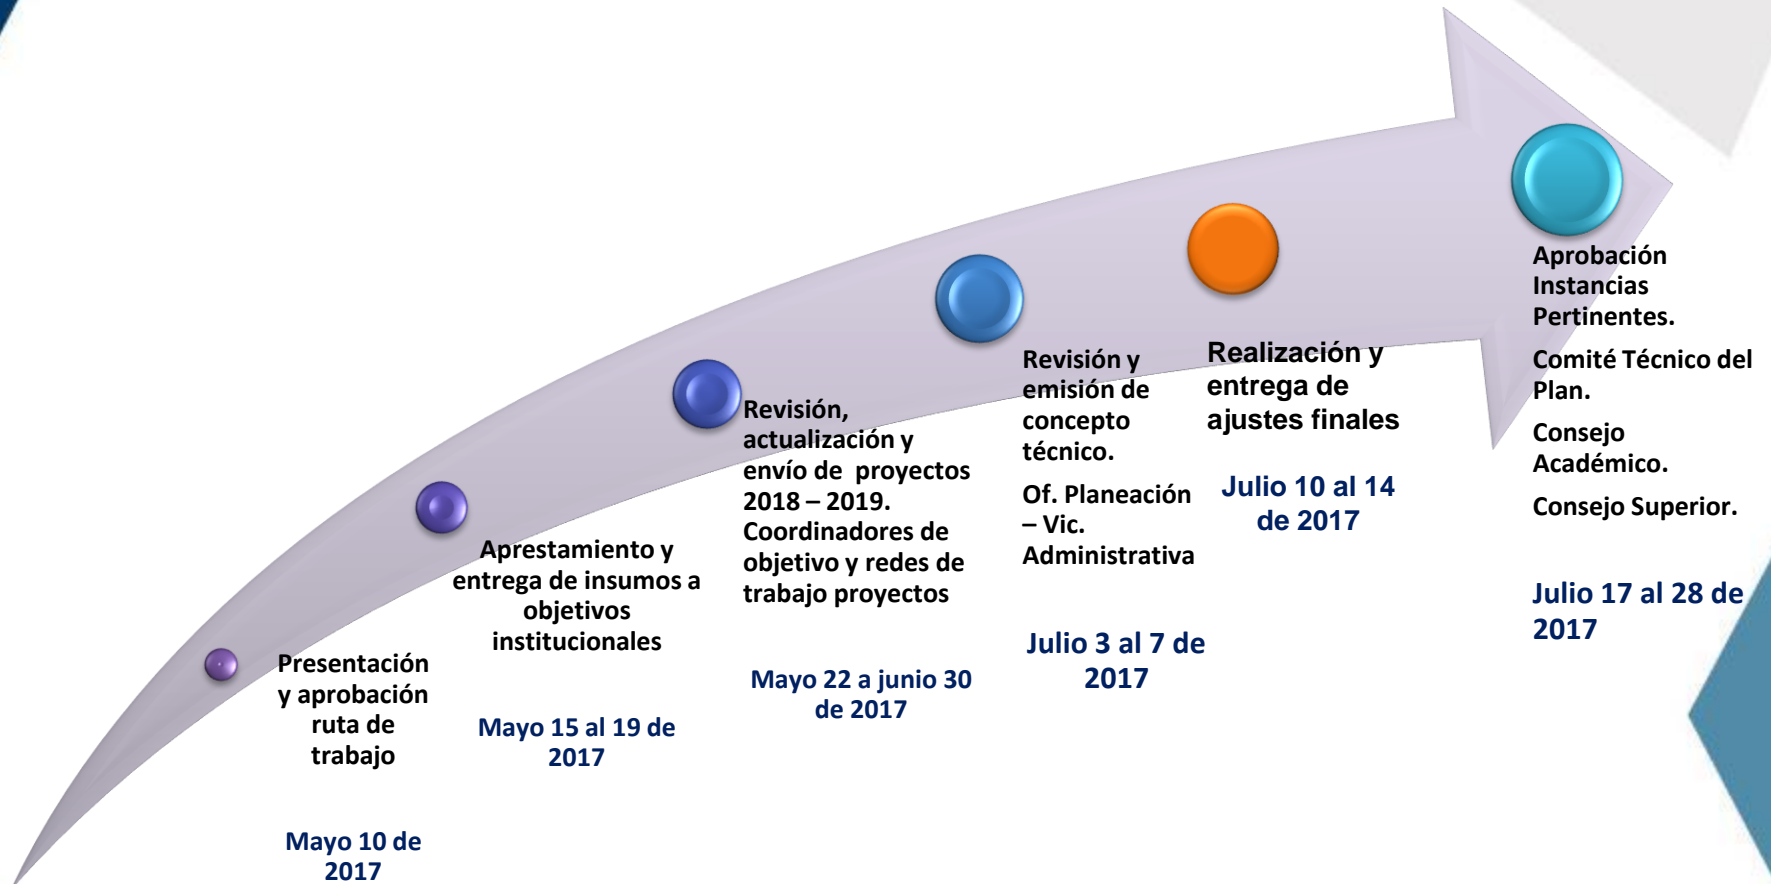 Presentación
y aprobación
ruta de
trabajo
Mayo 10 de
2017
Aprestamiento y
entrega de insumos a
objetivos
institucionales
Mayo 15 al 19 de
2017
Revisión,
actualización y
envío de proyectos
2018 – 2019.
Coordinadores de
objetivo y redes de
trabajo proyectos
Mayo 22 a junio 30
de 2017
Revisión y
emisión de
concepto
técnico.
Of. Planeación
– Vic.
Administrativa
Julio 3 al 7 de
2017
Realización y
entrega de
ajustes finales
Julio 10 al 14
de 2017
Aprobación
Instancias
Pertinentes.
Comité Técnico del
Plan.
Consejo
Académico.
Consejo Superior.
Julio 17 al 28 de
2017